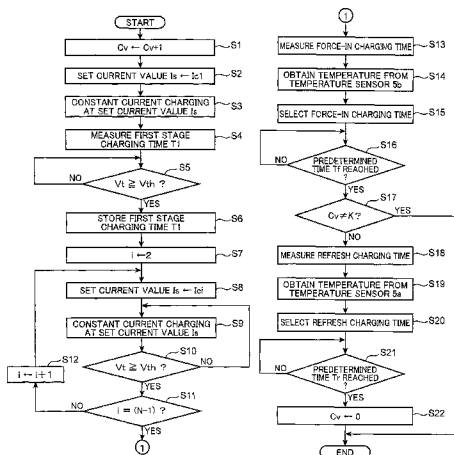 START
Cv ← Cv+1
S1
SET CURRENT VALUE Is ← Ic1
S2
CONSTANT CURRENT CHARGING
AT SET CURRENT VALUE Is
S3
MEASURE FIRST STAGE
CHARGING TIME T1
S4
Vt ≧ Vth ?
S5
NO
YES
STORE FIRST STAGE
CHARGING TIME T1
S6
i ← 2
S7
SET CURRENT VALUE Is ← Ici
S8
CONSTANT CURRENT CHARGING
AT SET CURRENT VALUE Is
S9
Vt ≧ Vth ?
S10
NO
YES
S12
i ← i + 1
i = (N-1) ?
S11
NO
YES
1
1
MEASURE FORCE-IN CHARGING TIME
S13
OBTAIN TEMPERATURE FROM
TEMPERATURE SENSOR 5b
S14
SELECT FORCE-IN CHARGING TIME
S15
PREDETERMINED
TIME Tf REACHED
?
S16
NO
YES
Cv≠K ?
S17
YES
NO
MEASURE REFRESH CHARGING TIME
S18
OBTAIN TEMPERATURE FROM
TEMPERATURE SENSOR 5a
S19
SELECT REFRESH CHARGING TIME
S20
PREDETERMINED
TIME Tr REACHED
?
S21
NO
YES
Cv ← 0
S22
END